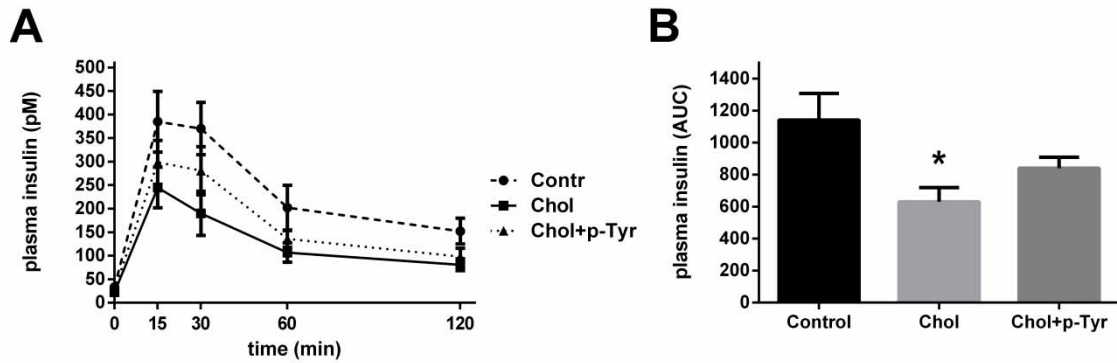 A
plasma insulin (pM)
500
450
400
350
300
250
200
150
100
50
0
0 15 30 60 120
time (min)
Contr
Chol
Chol+p-Tyr
B
plasma insulin (AUC)
1400
1200
1000
800
600
400
200
0
*
Control Chol Chol+p-Tyr